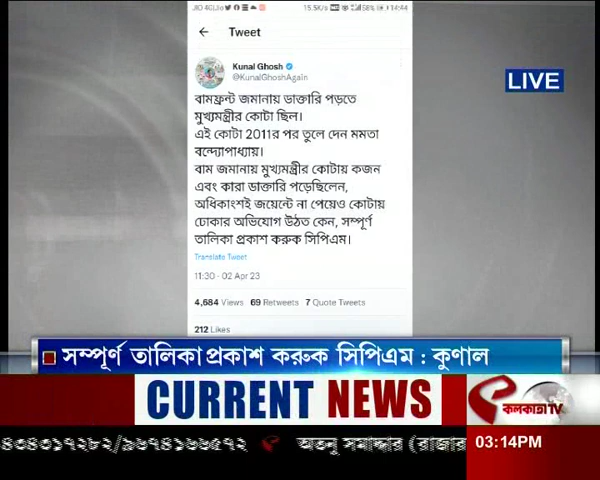 JIO 4G|Jio
15.5K/s
58%
14:44
Tweet
Kunal Ghosh
@KunalGhoshAgain
LIVE
বামফ্রন্ট জমানায় ডাক্তারি পড়তে
মুখ্যমন্ত্রীর কোটা ছিল।
এই কোটা 2011র পর তুলে দেন মমতা
বন্দ্যোপাধ্যায়।
বাম জমানায় মুখ্যমন্ত্রীর কোটায় কজন
এবং কারা ডাক্তারি পড়েছিলেন,
অধিকাংশই জয়েন্টে না পেয়েও কোটায়
ঢোকার অভিযোগ উঠত কেন, সম্পূর্ণ
তালিকা প্রকাশ করুক সিপিএম।
Translate Tweet
11:30 - 02 Apr 23
4,684 Views 69 Retweets 7 Quote Tweets
212 Likes
সম্পূর্ণ তালিকা প্রকাশ করুক সিপিএম : কুণাল
CURRENT NEWS
কলকাতা TV
৪৩৪৩১৭২৮২/৯৬৭৪১৬৬৫৭২ অতনু সমাদ্দার (রাজার
03:14PM